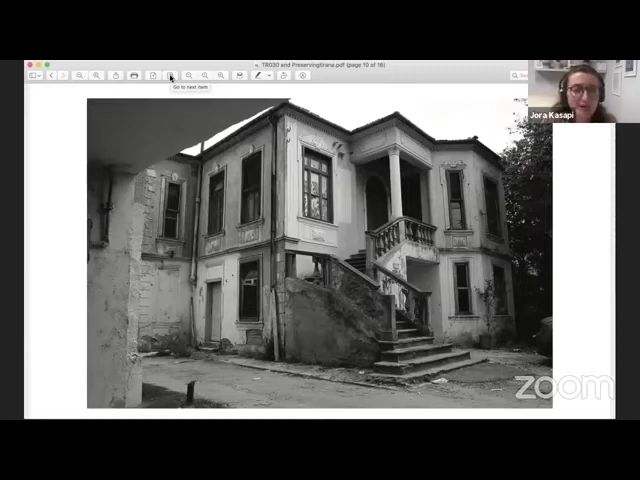 TR030 and Preservingtirana.pdf (page 10 of 16)
Go to next item
Jora Kasapi
zoom